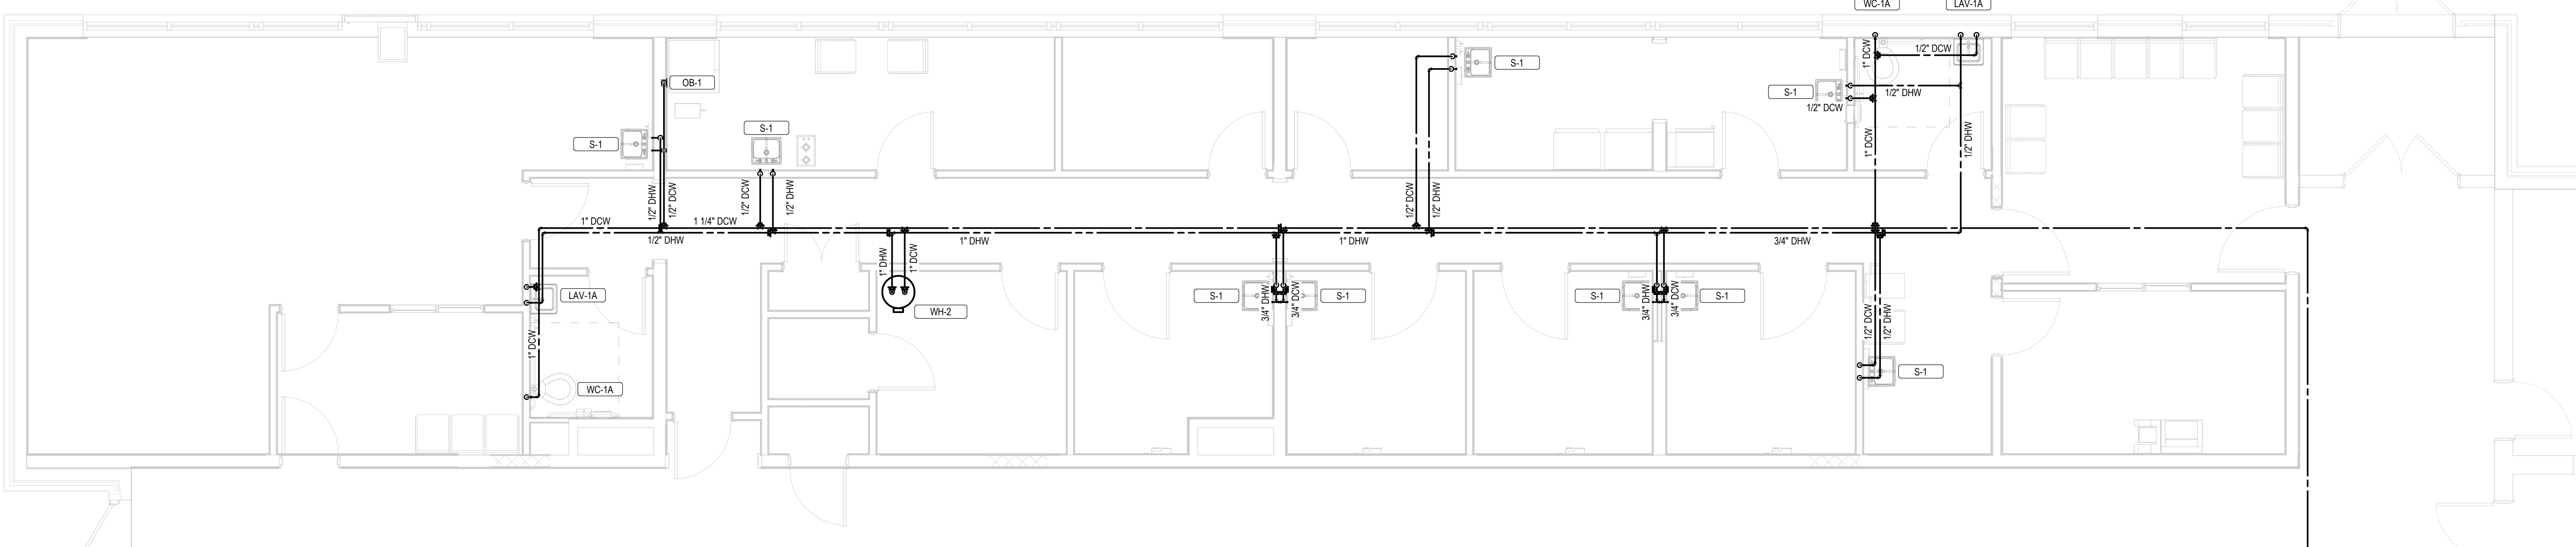 WC-1A
LAV-1A
1/2" DCW
1" DCW
S-1
OB-1
S-1
1/2" DHW
1/2" DCW
S-1
S-1
1" DCW
1/2" DHW
1/2" DHW
1/2" DCW
1/2" DCW
1/2" DHW
1/2" DCW
1/2" DHW
1" DCW
1 1/4" DCW
1/2" DHW
1" DHW
1" DHW
3/4" DHW
1" DHW
1" DCW
LAV-1A
S-1
3/4" DHW
3/4" DCW
S-1
S-1
3/4" DHW
3/4" DCW
S-1
WH-2
1/2" DCW
1/2" DHW
1" DCW
S-1
WC-1A